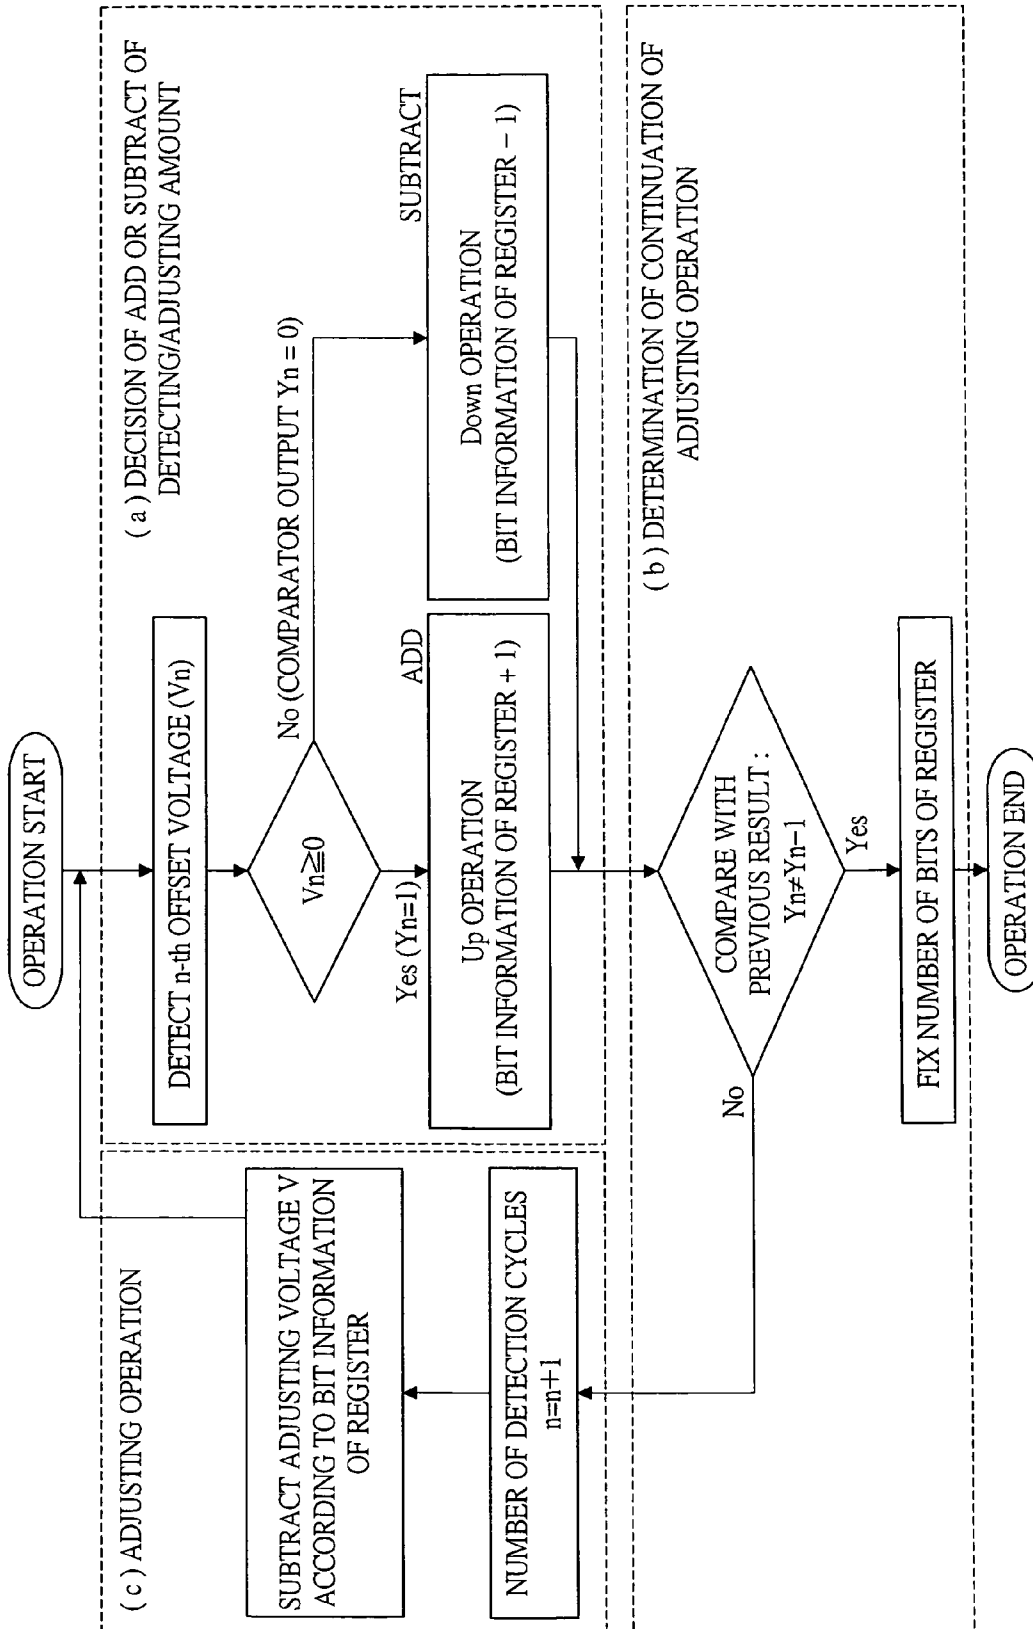 OPERATION START
(a) DECISION OF ADD OR SUBTRACT OF
DETECTING/ADJUSTING AMOUNT
DETECT n-th OFFSET VOLTAGE (Vn)
Vn≧0
No (COMPARATOR OUTPUT Yn = 0)
Yes (Yn=1)
ADD
Up OPERATION
(BIT INFORMATION OF REGISTER + 1)
SUBTRACT
Down OPERATION
(BIT INFORMATION OF REGISTER − 1)
(b) DETERMINATION OF CONTINUATION OF
ADJUSTING OPERATION
COMPARE WITH
PREVIOUS RESULT :
Yn≠Yn−1
No
Yes
FIX NUMBER OF BITS OF REGISTER
OPERATION END
(c) ADJUSTING OPERATION
SUBTRACT ADJUSTING VOLTAGE V
ACCORDING TO BIT INFORMATION
OF REGISTER
NUMBER OF DETECTION CYCLES
n=n+1